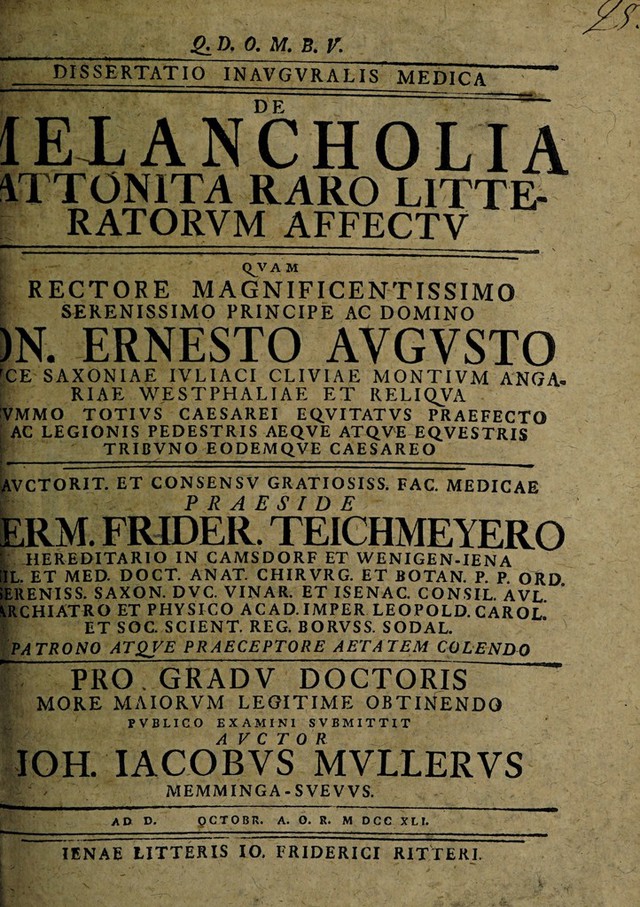 25.
Q. D. O. M. B. V.
DISSERTATIO INAVGVRALIS MEDICA
DE
MELANCHOLIA
ATTONITA RARO LITTE-
RATORVM AFFECTV
QVAM
RECTORE MAGNIFICENTISSIMO
SERENISSIMO PRINCIPE AC DOMINO
ON. ERNESTO AVGVSTO
VCE SAXONIAE IVLIACI CLIVIAE MONTIVM ANGA-
RIAE WESTPHALIAE ET RELIQVA
VMMO TOTIVS CAESAREI EQVITATVS PRAEFECTO
AC LEGIONIS PEDESTRIS AEQVE ATQVE EQVESTRIS
TRIBVNO EODEMQVE CAESAREO
AVCTORIT. ET CONSENSV GRATIOSISS. FAC. MEDICAE
PRAESIDE
ERM. FRIDER. TEICHMEYERO
HEREDITARIO IN CAMSDORF ET WENIGEN-IENA
IL. ET MED. DOCT. ANAT. CHIRVRG. ET BOTAN. P. P. ORD.
SERENISS. SAXON. DVC. VINAR. ET ISENAC. CONSIL. AVL.
ARCHIATRO ET PHYSICO ACAD. IMPER LEOPOLD. CAROL.
ET SOC. SCIENT. REG. BORVSS. SODAL.
PATRONO ATQVE PRAECEPTORE AETATEM COLENDO
PRO GRADV DOCTORIS
MORE MAIORVM LEGITIME OBTINENDO
PVBLICO EXAMINI SVBMITTIT
AVCTOR
IOH. IACOBVS MVLLERVS
MEMMINGA-SVEVVS.
AD D. OCTOBR. A. O. R. M DCC XLI.
IENAE LITTERIS IO. FRIDERICI RITTERI.